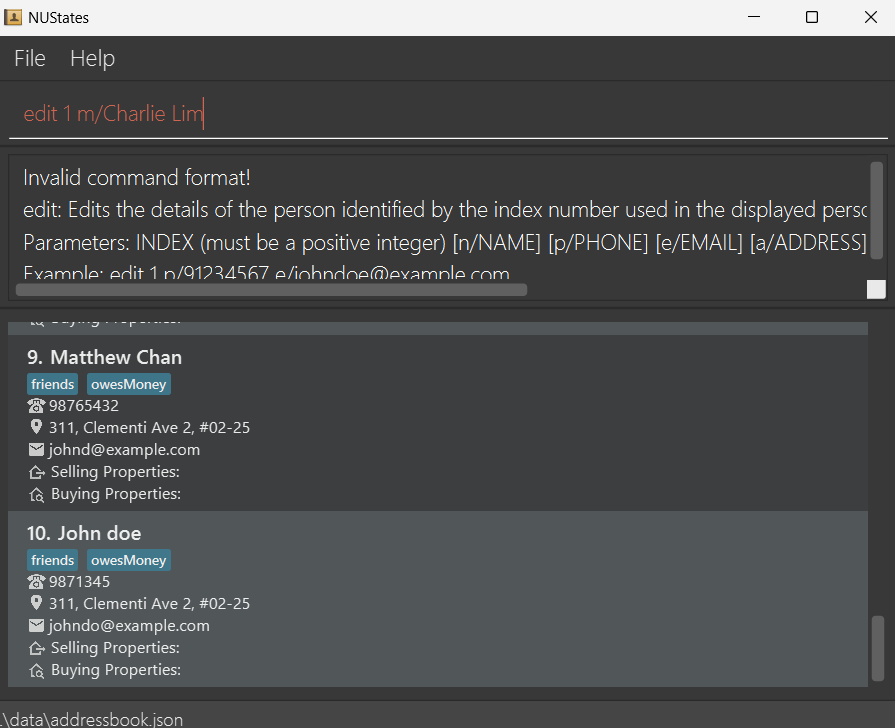 NUStates
File Help
edit 1 m/Charlie Lim
Invalid command format!
edit: Edits the details of the person identified by the index number used in the displayed perso
Parameters: INDEX (must be a positive integer) [n/NAME] [p/PHONE] [e/EMAIL] [a/ADDRESS]
Example: edit 1 p/91234567 e/johndoe@example.com
Buying Properties:
9. Matthew Chan
friends owesMoney
98765432
311, Clementi Ave 2, #02-25
johnd@example.com
Selling Properties:
Buying Properties:
10. John doe
friends owesMoney
9871345
311, Clementi Ave 2, #02-25
johndo@example.com
Selling Properties:
Buying Properties:
.\data\addressbook.json